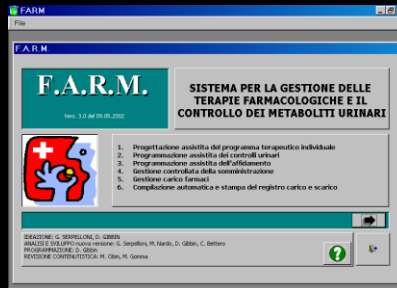 FARM
File
F.A.R.M.
F.A.R.M.
Vers. 3.0 del 09.05.2002
SISTEMA PER LA GESTIONE DELLE
TERAPIE FARMACOLOGICHE E IL
CONTROLLO DEI METABOLITI URINARI
1. Progettazione assistita del programma terapeutico individuale
2. Programmazione assistita dei controlli urinari
3. Programmazione assistita dell'affidamento
4. Gestione controllata della somministrazione
5. Gestione carico farmaci
6. Compilazione automatica e stampa del registro carico e scarico
IDEAZIONE: G. SERPELLONI, D. GIBBIN
ANALISI E SVILUPPO nuova versione: G. Serpelloni, M. Nardo, D. Gibbin, C. Bettero
PROGRAMMAZIONE: D. Gibbin
REVISIONE CONTENUTISTICA: M. Cibin, M. Gomma
?